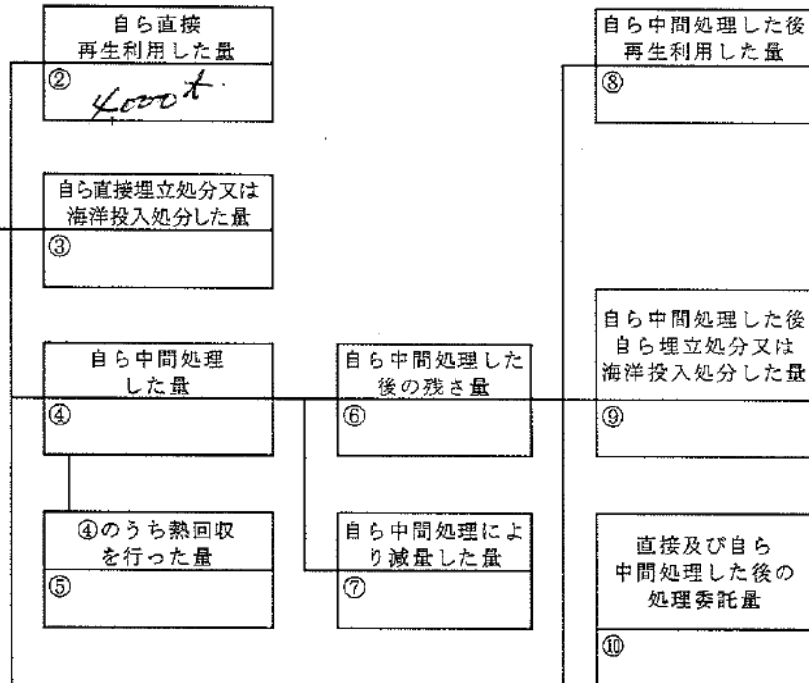 自ら直接
再生利用した量
②
4,000t
自ら直接埋立処分又は
海洋投入処分した量
③
自ら中間処理
した量
④
④のうち熱回収
を行った量
⑤
自ら中間処理した
後の残さ量
⑥
自ら中間処理によ
り減量した量
⑦
自ら中間処理した後
再生利用した量
⑧
自ら中間処理した後
自ら埋立処分又は
海洋投入処分した量
⑨
直接及び自ら
中間処理した後の
処理委託量
⑩